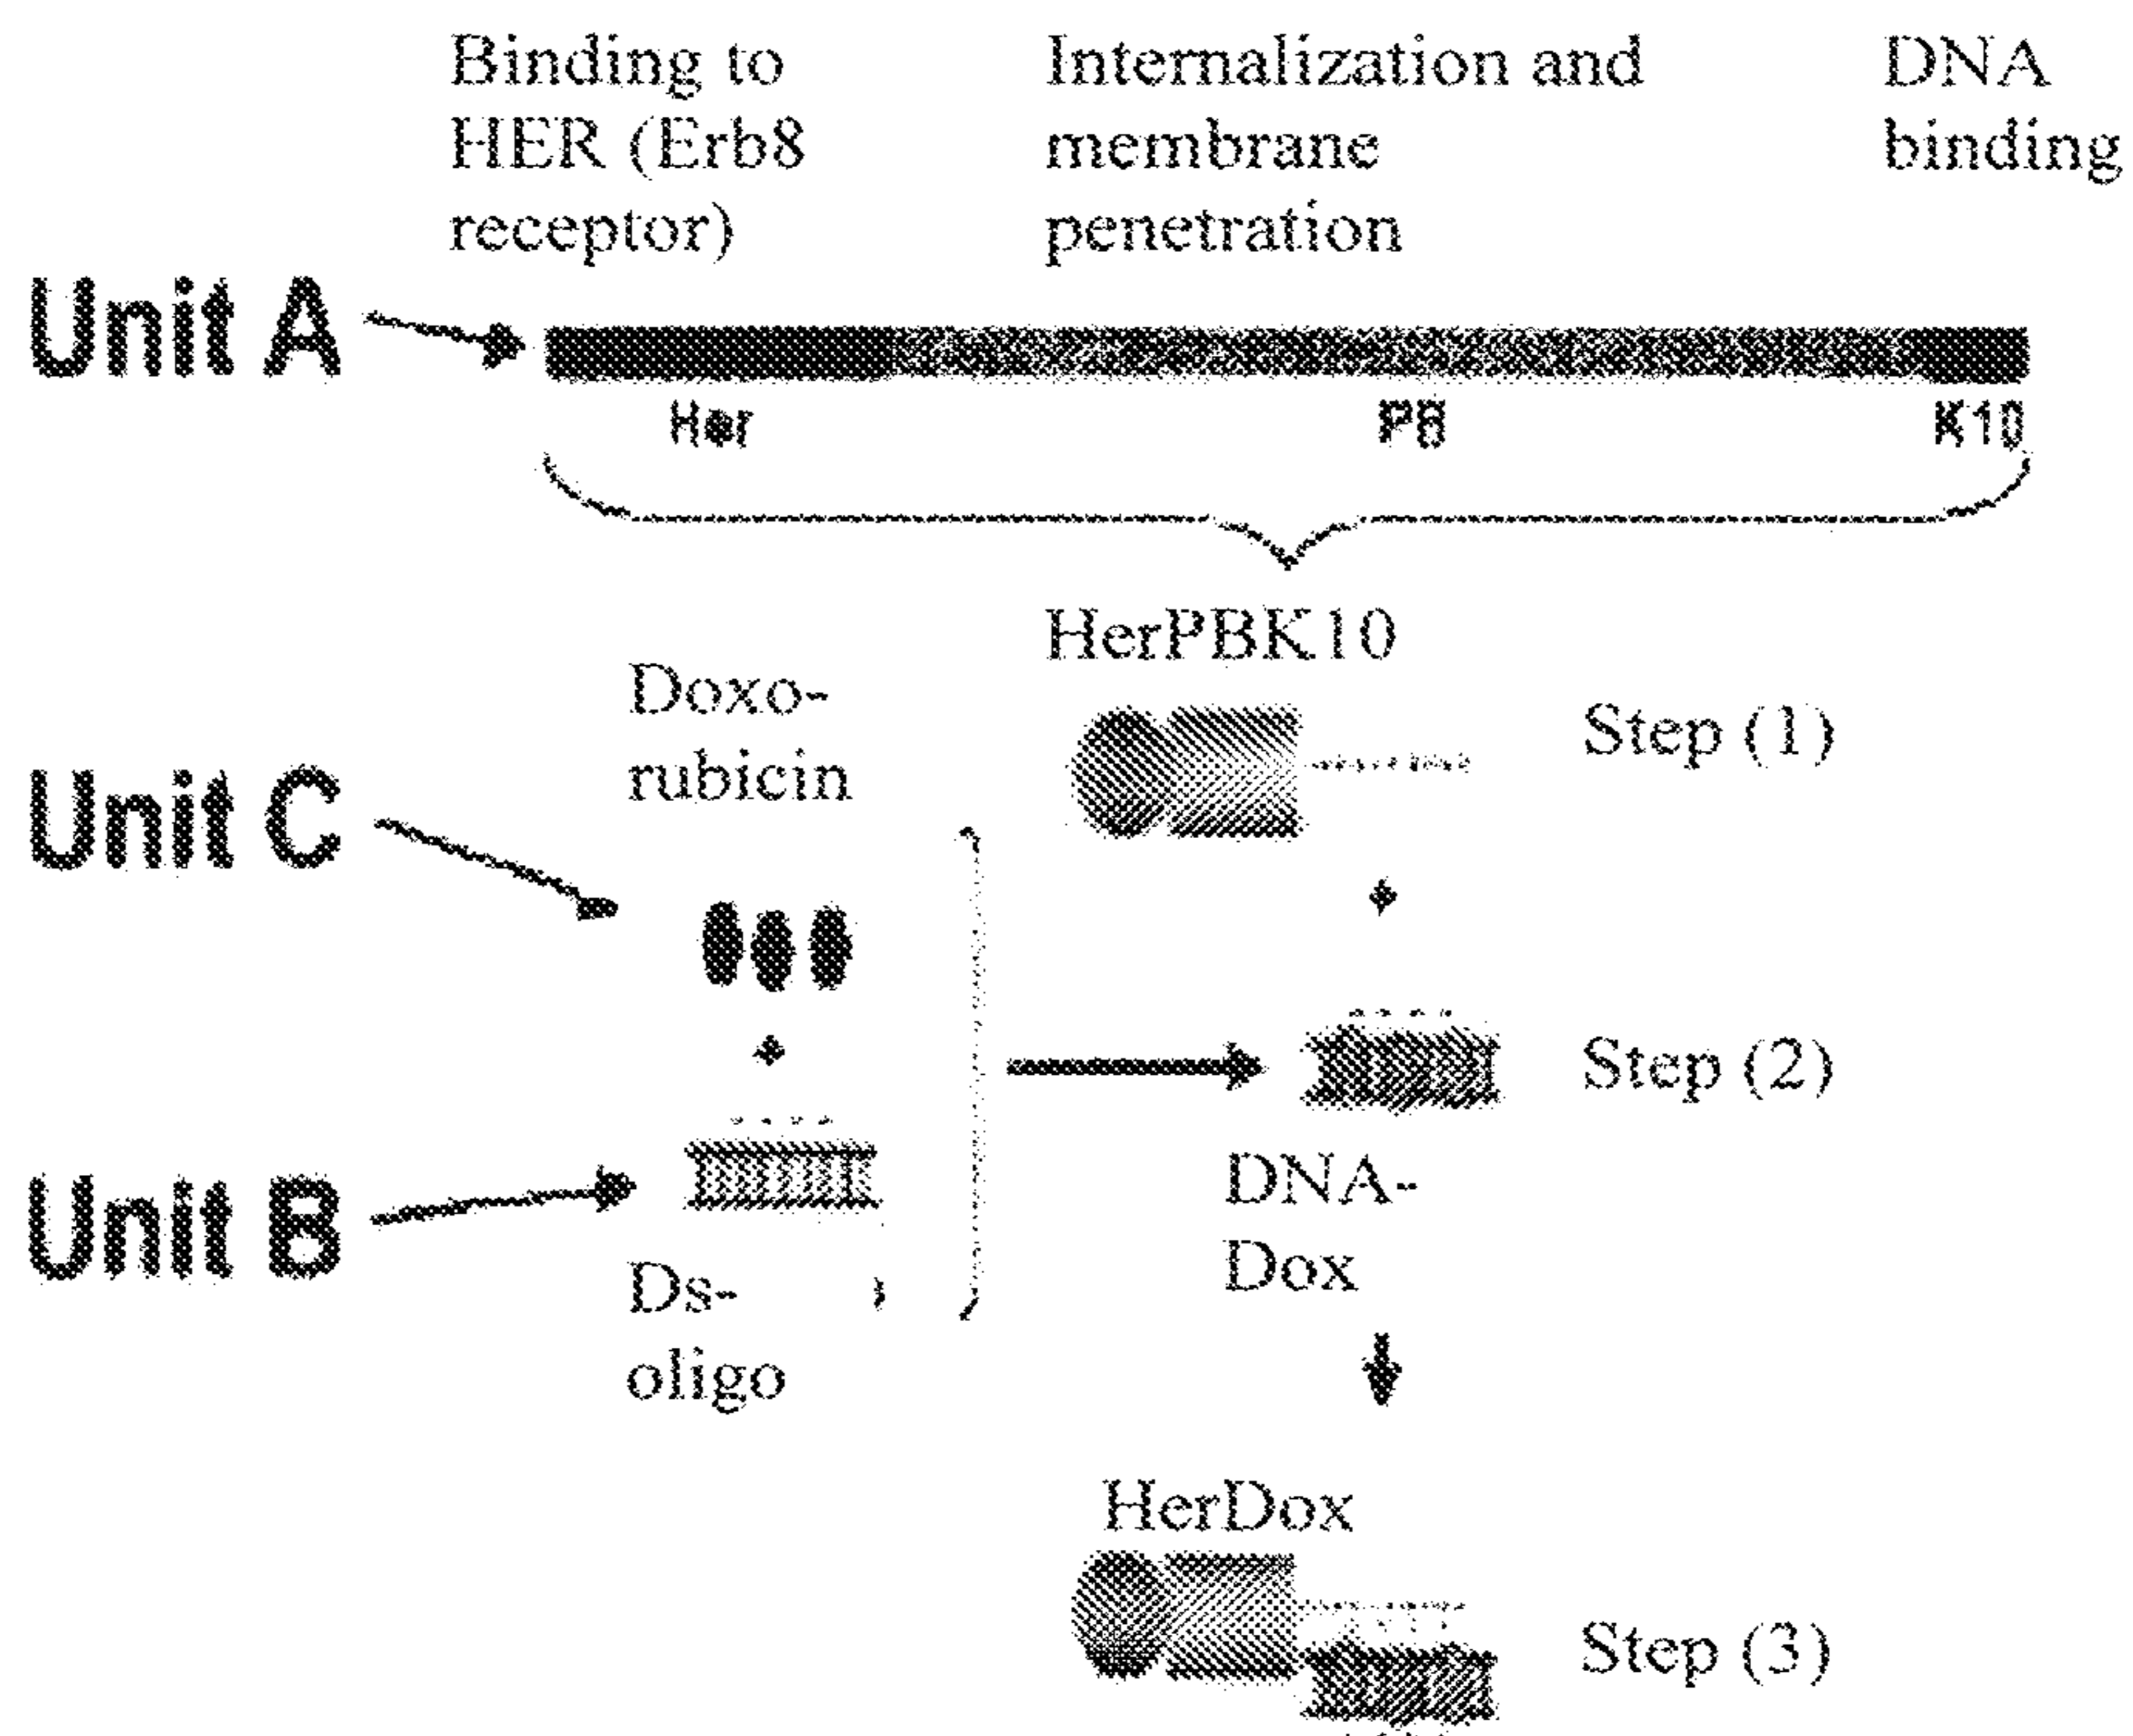 Binding to
HER (Erb8
receptor)
Internalization and
membrane
penetration
DNA
binding
Unit A
Her
PB
K10
HerPBK10
Doxo-
rubicin
Step (1)
Unit C
Step (2)
Unit B
DNA-
Dox
Ds-
oligo
HerDox
Step (3)